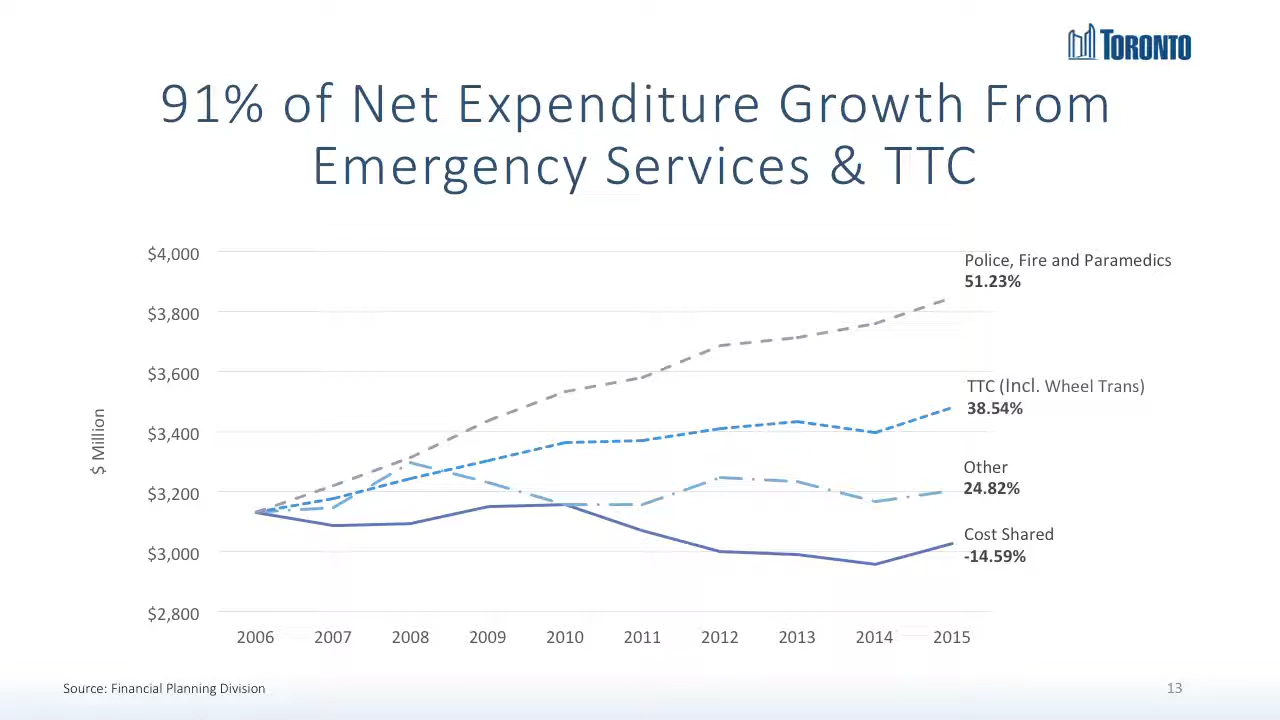 TORONTO
91% of Net Expenditure Growth From
Emergency Services & TTC
$4,000
$3,800
$3,600
$3,400
$3,200
$3,000
$2,800
$ Million
Police, Fire and Paramedics
51.23%
TTC (Incl. Wheel Trans)
38.54%
Other
24.82%
Cost Shared
-14.59%
2006 2007 2008 2009 2010 2011 2012 2013 2014 2015
Source: Financial Planning Division
13